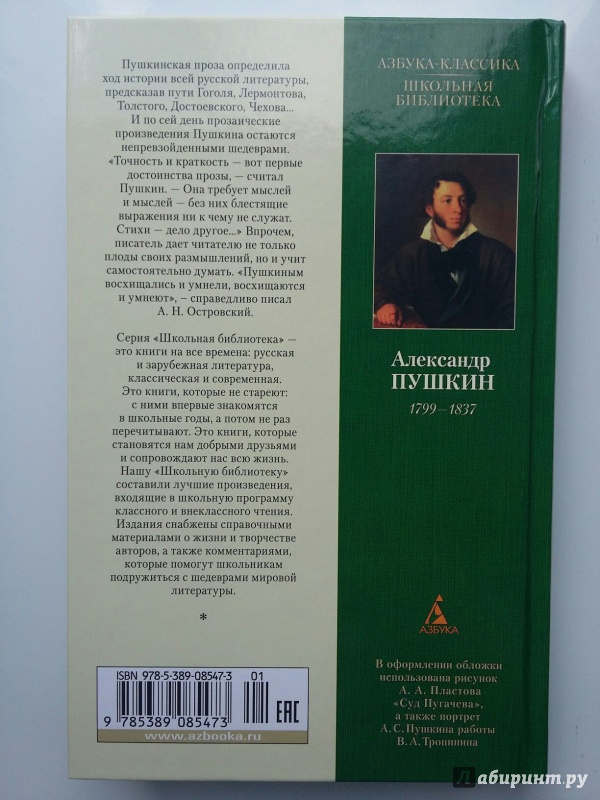 Пушкинская проза определила
ход истории всей русской литературы,
предсказав пути Гоголя, Лермонтова,
Толстого, Достоевского, Чехова...
И по сей день прозаические
произведения Пушкина остаются
непревзойденными шедеврами.
«Точность и краткость — вот первые
достоинства прозы, — считал
Пушкин. — Она требует мыслей
и мыслей — без них блестящие
выражения ни к чему не служат.
Стихи — дело другое...» Впрочем,
писатель дает читателю не только
плоды своих размышлений, но и учит
самостоятельно думать. «Пушкиным
восхищались и умнели, восхищаются
и умнеют», – справедливо писал
А. Н. Островский.
Серия «Школьная библиотека» —
это книги на все времена: русская
и зарубежная литература,
классическая и современная.
Это книги, которые не стареют:
с ними впервые знакомятся
в школьные годы, а потом не раз
перечитывают. Это книги, которые
становятся нам добрыми друзьями
и сопровождают нас всю жизнь.
Нашу «Школьную библиотеку»
составили лучшие произведения,
входящие в школьную программу
классного и внеклассного чтения.
Издания снабжены справочными
материалами о жизни и творчестве
авторов, а также комментариями,
которые помогут школьникам
подружиться с шедеврами мировой
литературы.
*
ISBN 978-5-389-08547-3 01
9 785389 085473
EAC
www.azbooka.ru
АЗБУКА-КЛАССИКА
ШКОЛЬНАЯ
БИБЛИОТЕКА
Александр
ПУШКИН
1799—1837
АЗБУКА
В оформлении обложки
использована рисунок
А. А. Пластова
«Суд Пугачева»,
а также портрет
А. С. Пушкина работы
В. А. Тропинина
Лабиринт.ру